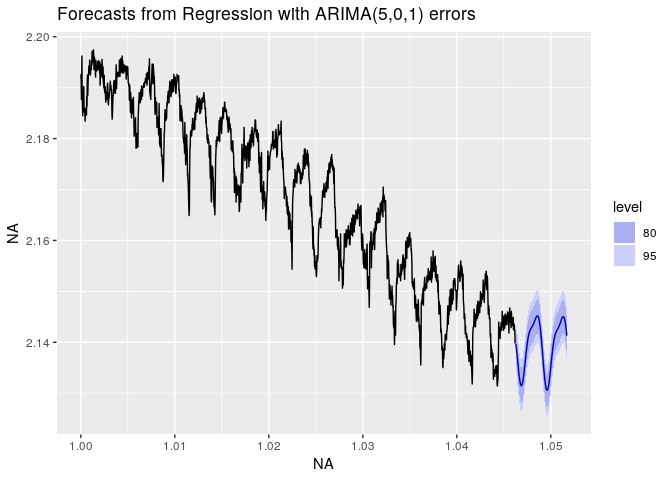 Forecasts from Regression with ARIMA(5,0,1) errors
2.20
2.18
2.16
2.14
NA
1.00 1.01 1.02 1.03 1.04 1.05
NA
level
80
95